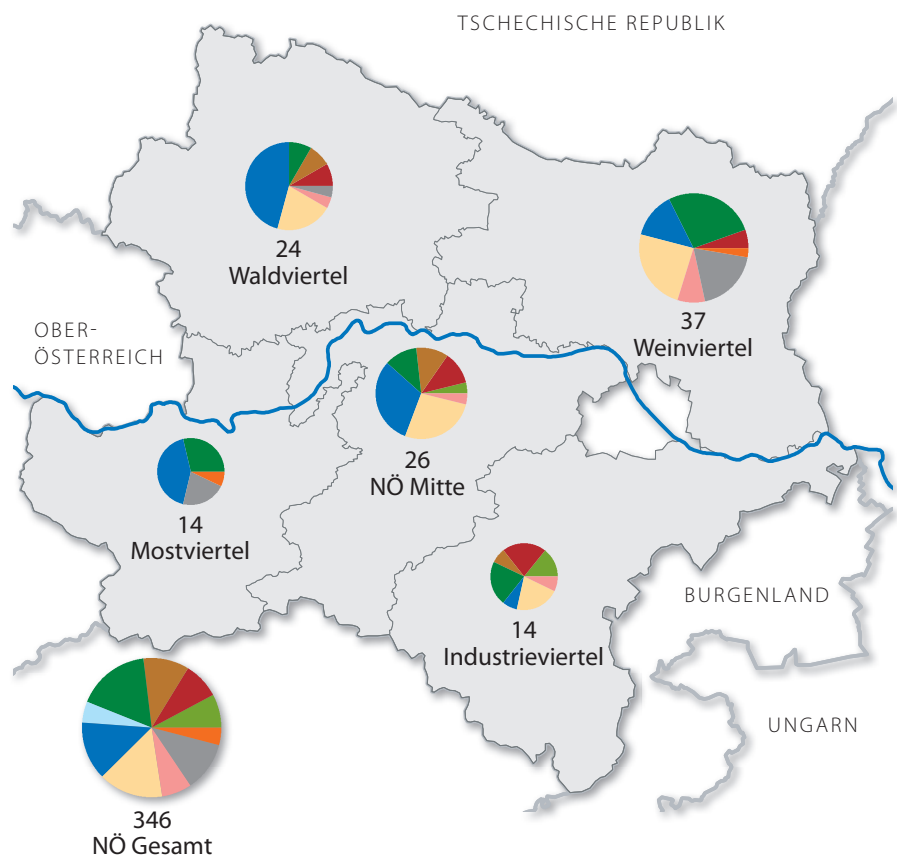 TSCHECHISCHE REPUBLIK
24
Waldviertel
37
Weinviertel
OBER-
ÖSTERREICH
26
NÖ Mitte
14
Mostviertel
14
Industrieviertel
BURGENLAND
UNGARN
346
NÖ Gesamt